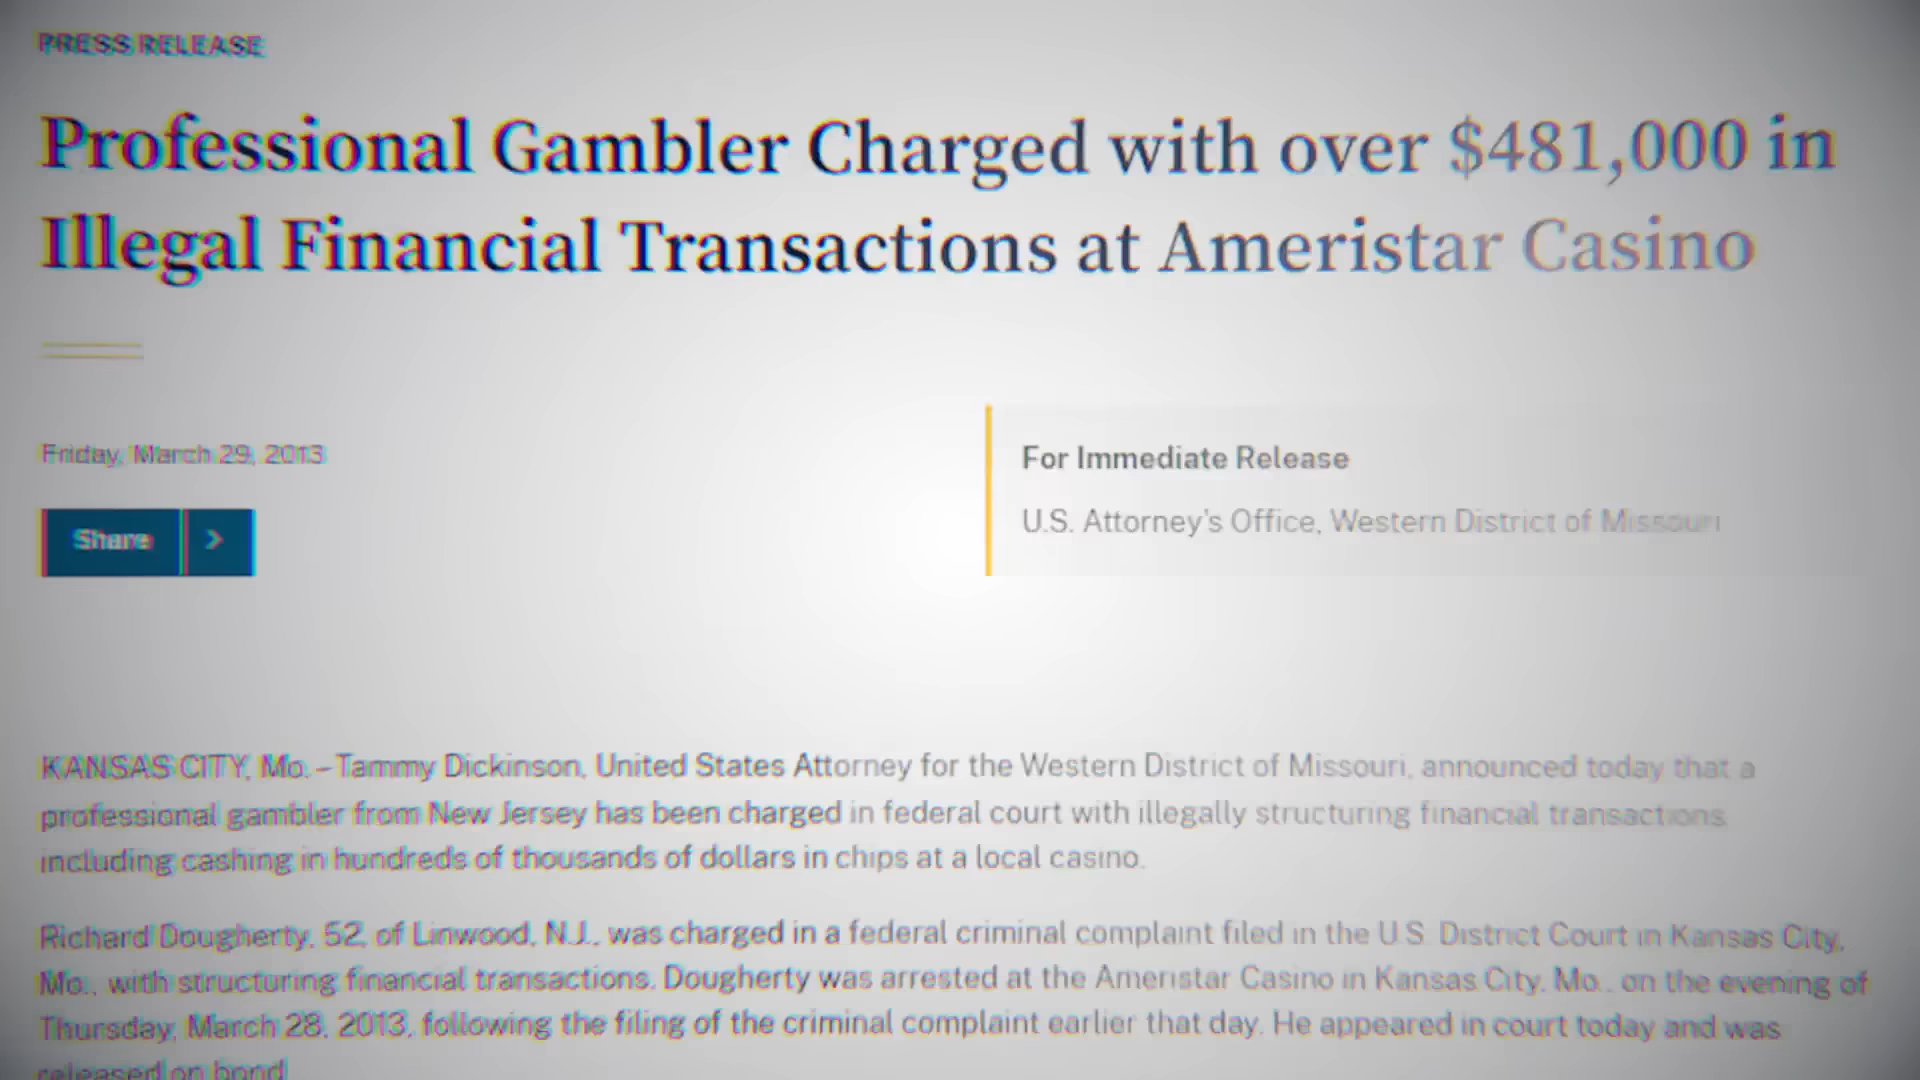 PRESS RELEASE
Professional Gambler Charged with over $481,000 in
Illegal Financial Transactions at Ameristar Casino
Friday, March 29, 2013
For Immediate Release
Share >
U.S. Attorney's Office, Western District of Missouri
KANSAS CITY, Mo. – Tammy Dickinson, United States Attorney for the Western District of Missouri, announced today that a
professional gambler from New Jersey has been charged in federal court with illegally structuring financial transactions
including cashing in hundreds of thousands of dollars in chips at a local casino.
Richard Dougherty, 52, of Linwood, N.J., was charged in a federal criminal complaint filed in the U.S. District Court in Kansas City,
Mo., with structuring financial transactions. Dougherty was arrested at the Ameristar Casino in Kansas City, Mo., on the evening of
Thursday, March 28, 2013, following the filing of the criminal complaint earlier that day. He appeared in court today and was
released on bond